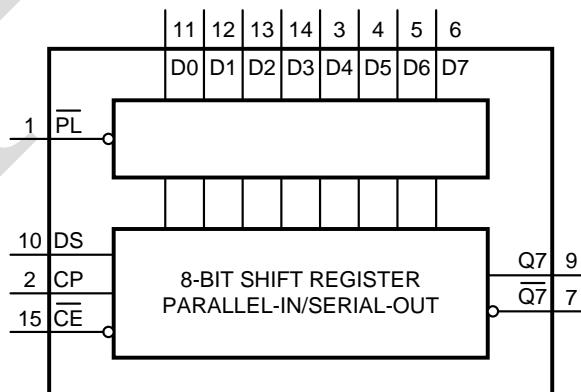 11 12 13 14 3 4 5 6
D0 D1 D2 D3 D4 D5 D6 D7
1 PL
10 DS
2 CP
15 CE
8-BIT SHIFT REGISTER
PARALLEL-IN/SERIAL-OUT
Q7 9
Q7 7